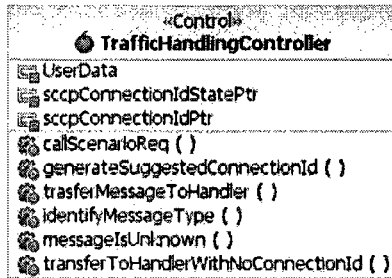 «Control»
TrafficHandlingController
UserData
sccpConnectionIdStatePtr
sccpConnectionIdPtr
callScenarioReq ( )
generateSuggestedConnectionId ( )
trasferMessageToHandler ( )
identifyMessageType ( )
messageIsUnknown ( )
transferToHandlerWithNoConnectionId ( )